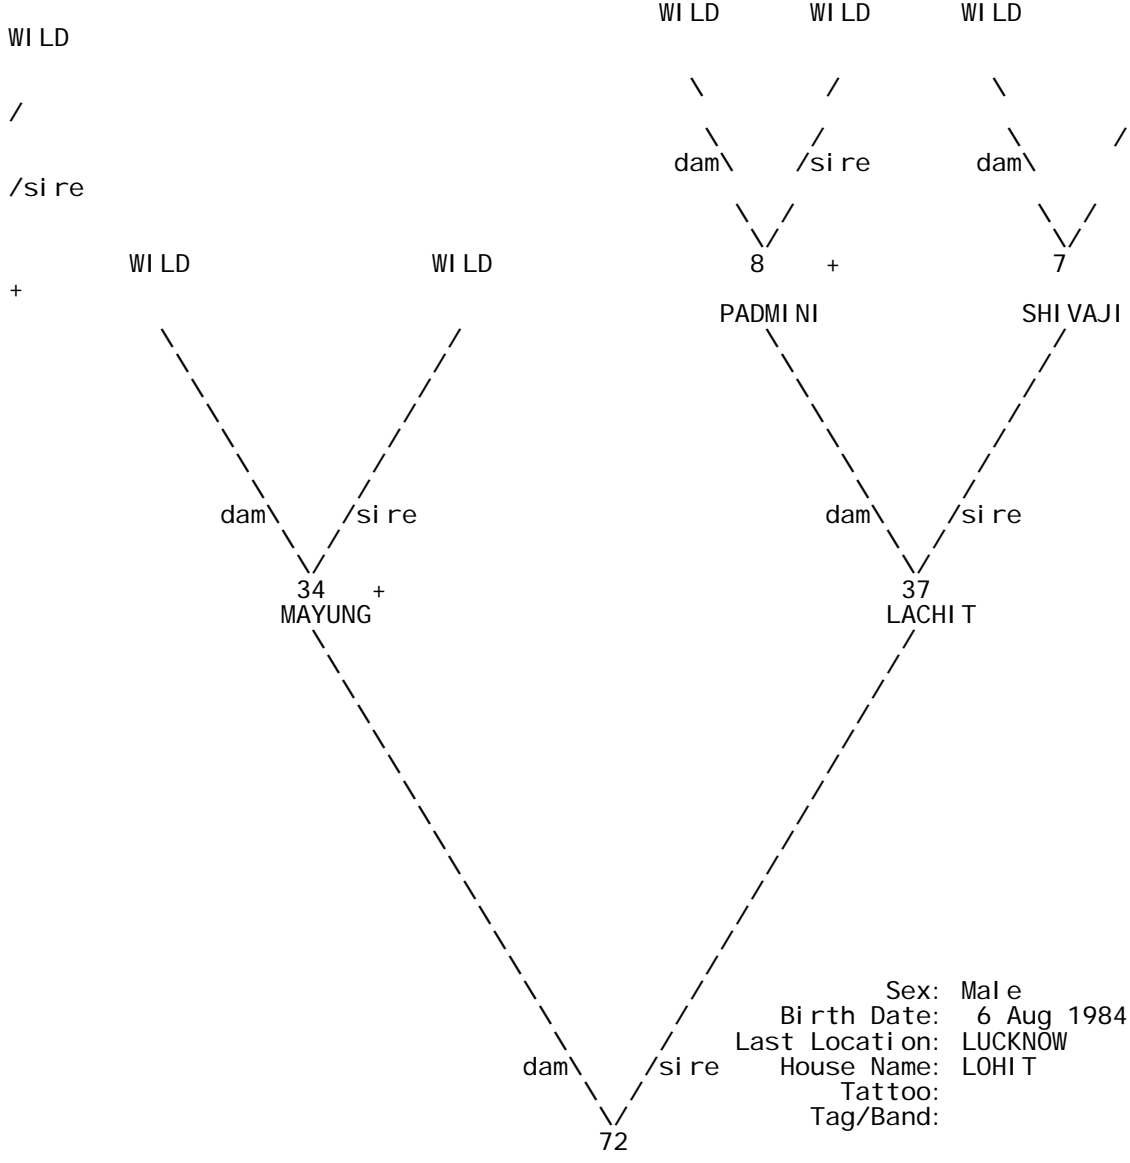 WILD WILD WILD
WILD
\ / \
/
\ / \ /
dam\ /sire dam\
/sire
\ / \ /
\/ \/
WILD WILD 8 + 7
+
PADMINI SHIVAJI
\ / \ /
\ / \ /
\ / \ /
\ / \ /
\ / \ /
\ / \ /
\ / \ /
dam\ /sire dam\ /sire
\ / \ /
\/ \/
34 + 37
MAYUNG LACHIT
\ /
\ /
\ /
\ /
\ /
\ /
\ /
\ /
\ /
\ /
\ /
\ /
\ /
\ /
\ / Sex: Male
\ / Birth Date: 6 Aug 1984
\ / Last Location: LUCKNOW
dam\ /sire House Name: LOHIT
\ / Tattoo:
\/ Tag/Band:
72